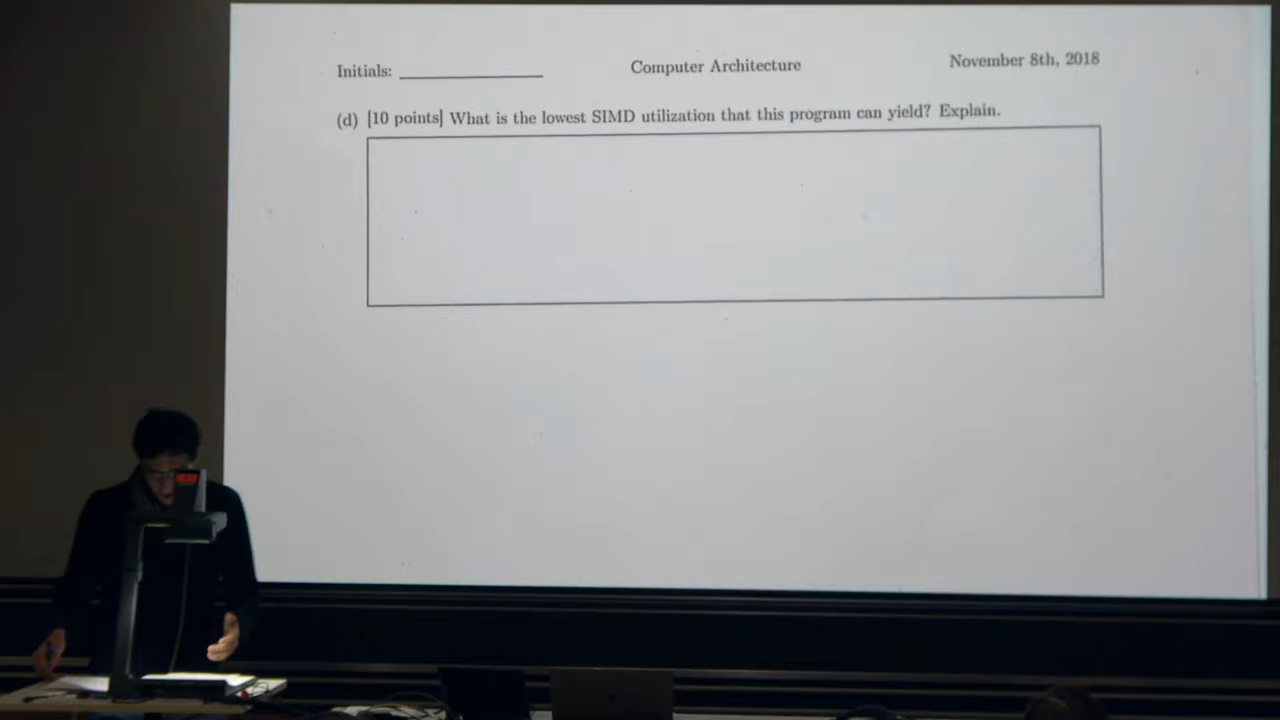 Initials: ______________ Computer Architecture November 8th, 2018
(d) [10 points] What is the lowest SIMD utilization that this program can yield? Explain.